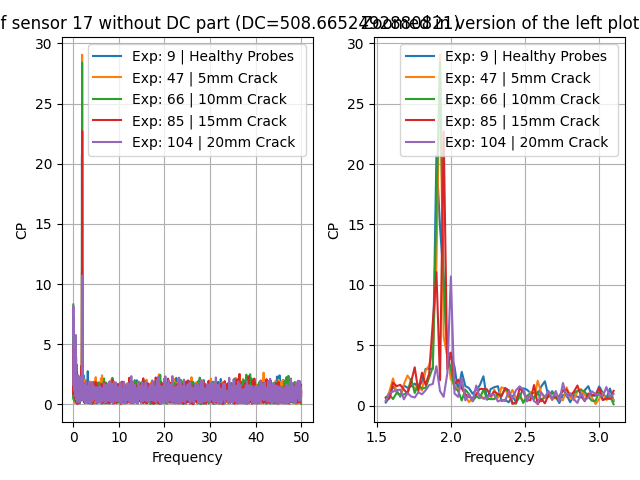 f sensor 17 without DC part (DC=508.6652492880821)
Zoomed in version of the left plot
30
25
20
15
10
5
0
CP
0 10 20 30 40 50
Frequency
Exp: 9 | Healthy Probes
Exp: 47 | 5mm Crack
Exp: 66 | 10mm Crack
Exp: 85 | 15mm Crack
Exp: 104 | 20mm Crack
30
25
20
15
10
5
0
CP
1.5 2.0 2.5 3.0
Frequency
Exp: 9 | Healthy Probes
Exp: 47 | 5mm Crack
Exp: 66 | 10mm Crack
Exp: 85 | 15mm Crack
Exp: 104 | 20mm Crack